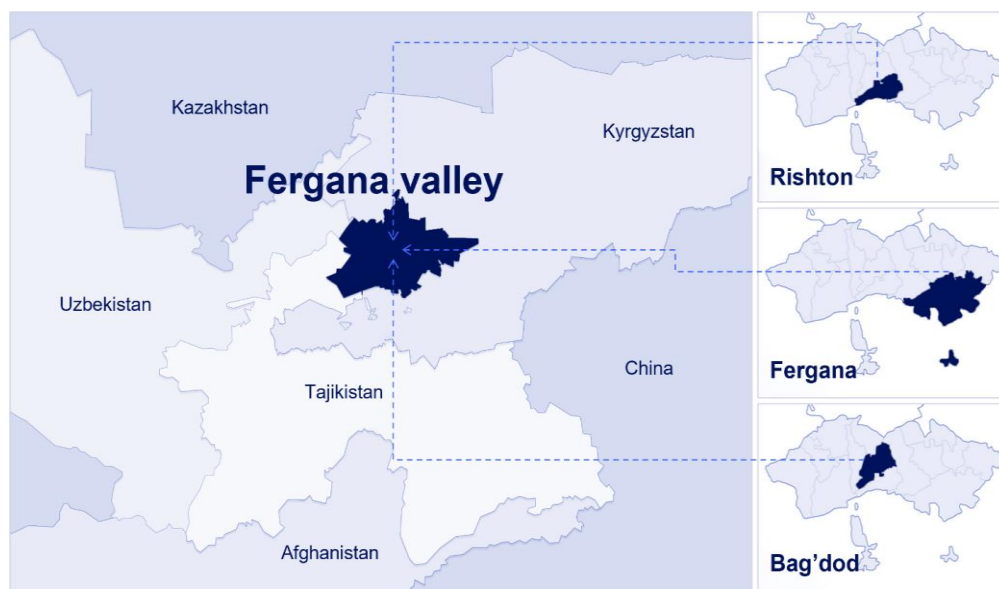 Kazakhstan
Kyrgyzstan
Fergana valley
Uzbekistan
Tajikistan
China
Afghanistan
Rishton
Fergana
Bag’dod